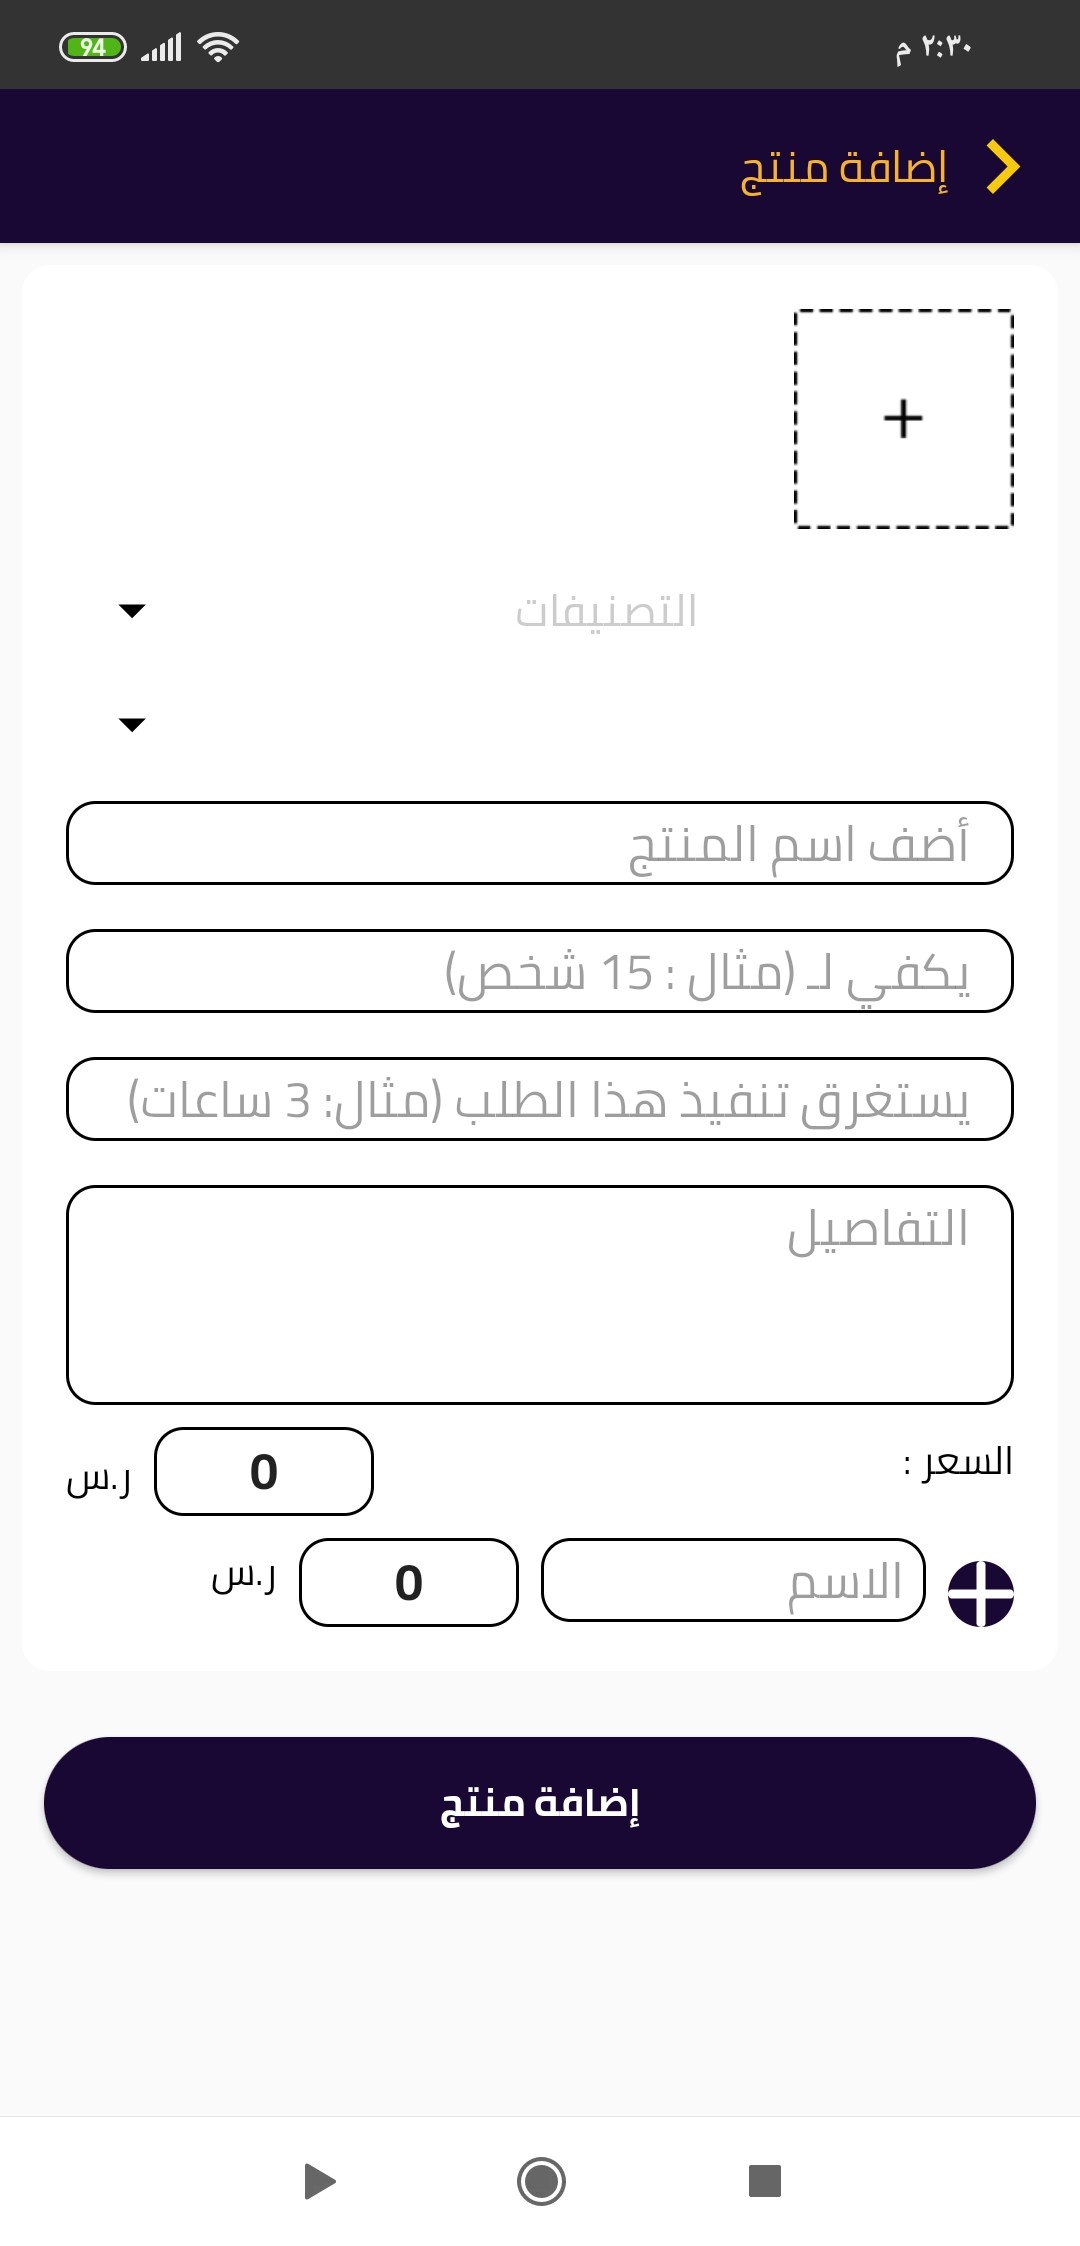 94
٢:٣٠ م
إضافة منتج
+
التصنيفات
أضف اسم المنتج
يكفي لـ (مثال : 15 شخص)
يستغرق تنفيذ هذا الطلب (مثال: 3 ساعات)
التفاصيل
السعر : 0 ر.س
الاسم 0 ر.س
إضافة منتج